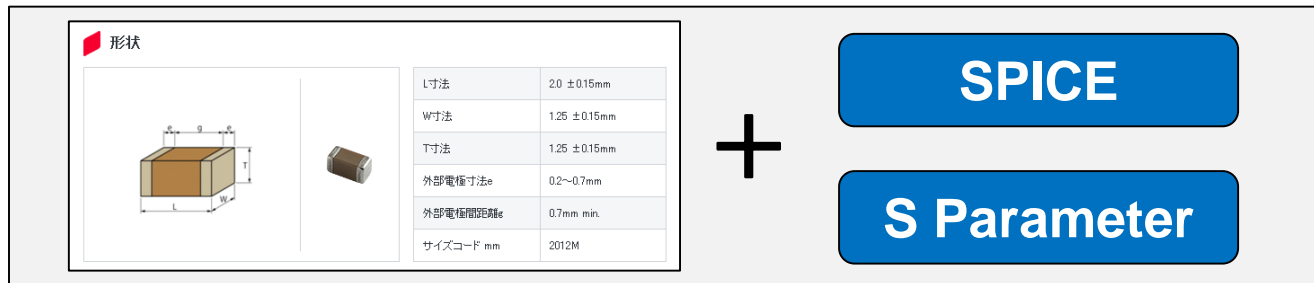 形状
e g e
T
W
L
L寸法 2.0 ±0.15mm
W寸法 1.25 ±0.15mm
T寸法 1.25 ±0.15mm
外部電極寸法e 0.2~0.7mm
外部電極間距離g 0.7mm min.
サイズコード mm 2012M
+
SPICE
S Parameter